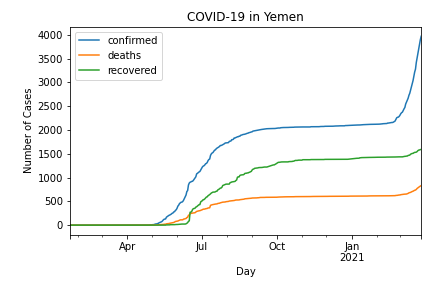 COVID-19 in Yemen
confirmed
deaths
recovered
4000
3500
3000
2500
2000
1500
1000
500
0
Number of Cases
Apr
Jul
Oct
Jan
2021
Day